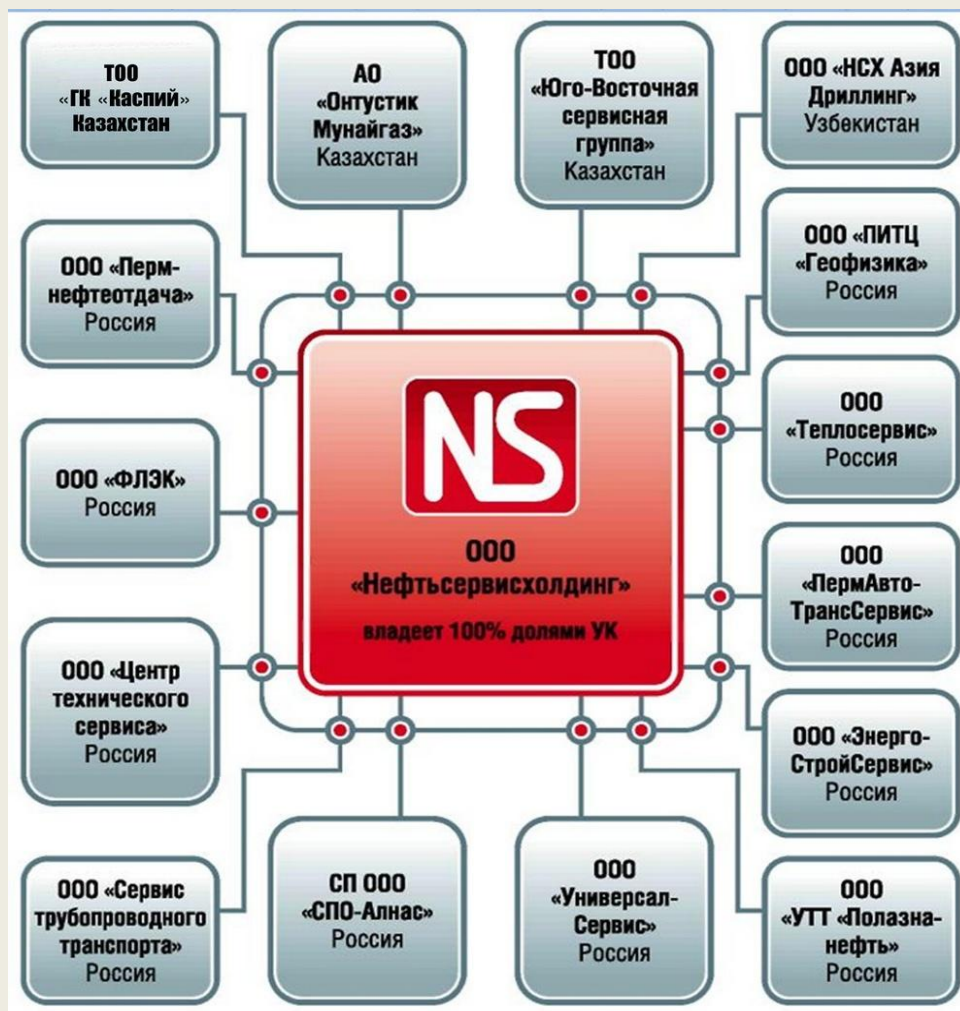 ТОО
«ГК «Каспий»
Казахстан
АО
«Онтустик
Мунайгаз»
Казахстан
ТОО
«Юго-Восточная
сервисная
группа»
Казахстан
ООО «НСХ Азия
Дриллинг»
Узбекистан
ООО «Перм-
нефтеотдача»
Россия
ООО «ПИТЦ
«Геофизика»
Россия
ООО
«Теплосервис»
Россия
ООО «ФЛЭК»
Россия
NS
ООО
«Нефтьсервисхолдинг»
владеет 100% долями УК
ООО
«ПермАвто-
ТрансСервис»
Россия
ООО «Центр
технического
сервиса»
Россия
ООО «Энерго-
СтройСервис»
Россия
ООО «Сервис
трубопроводного
транспорта»
Россия
СП ООО
«СПО-Алнас»
Россия
ООО
«Универсал-
Сервис»
Россия
ООО
«УТТ «Полазна-
нефть»
Россия